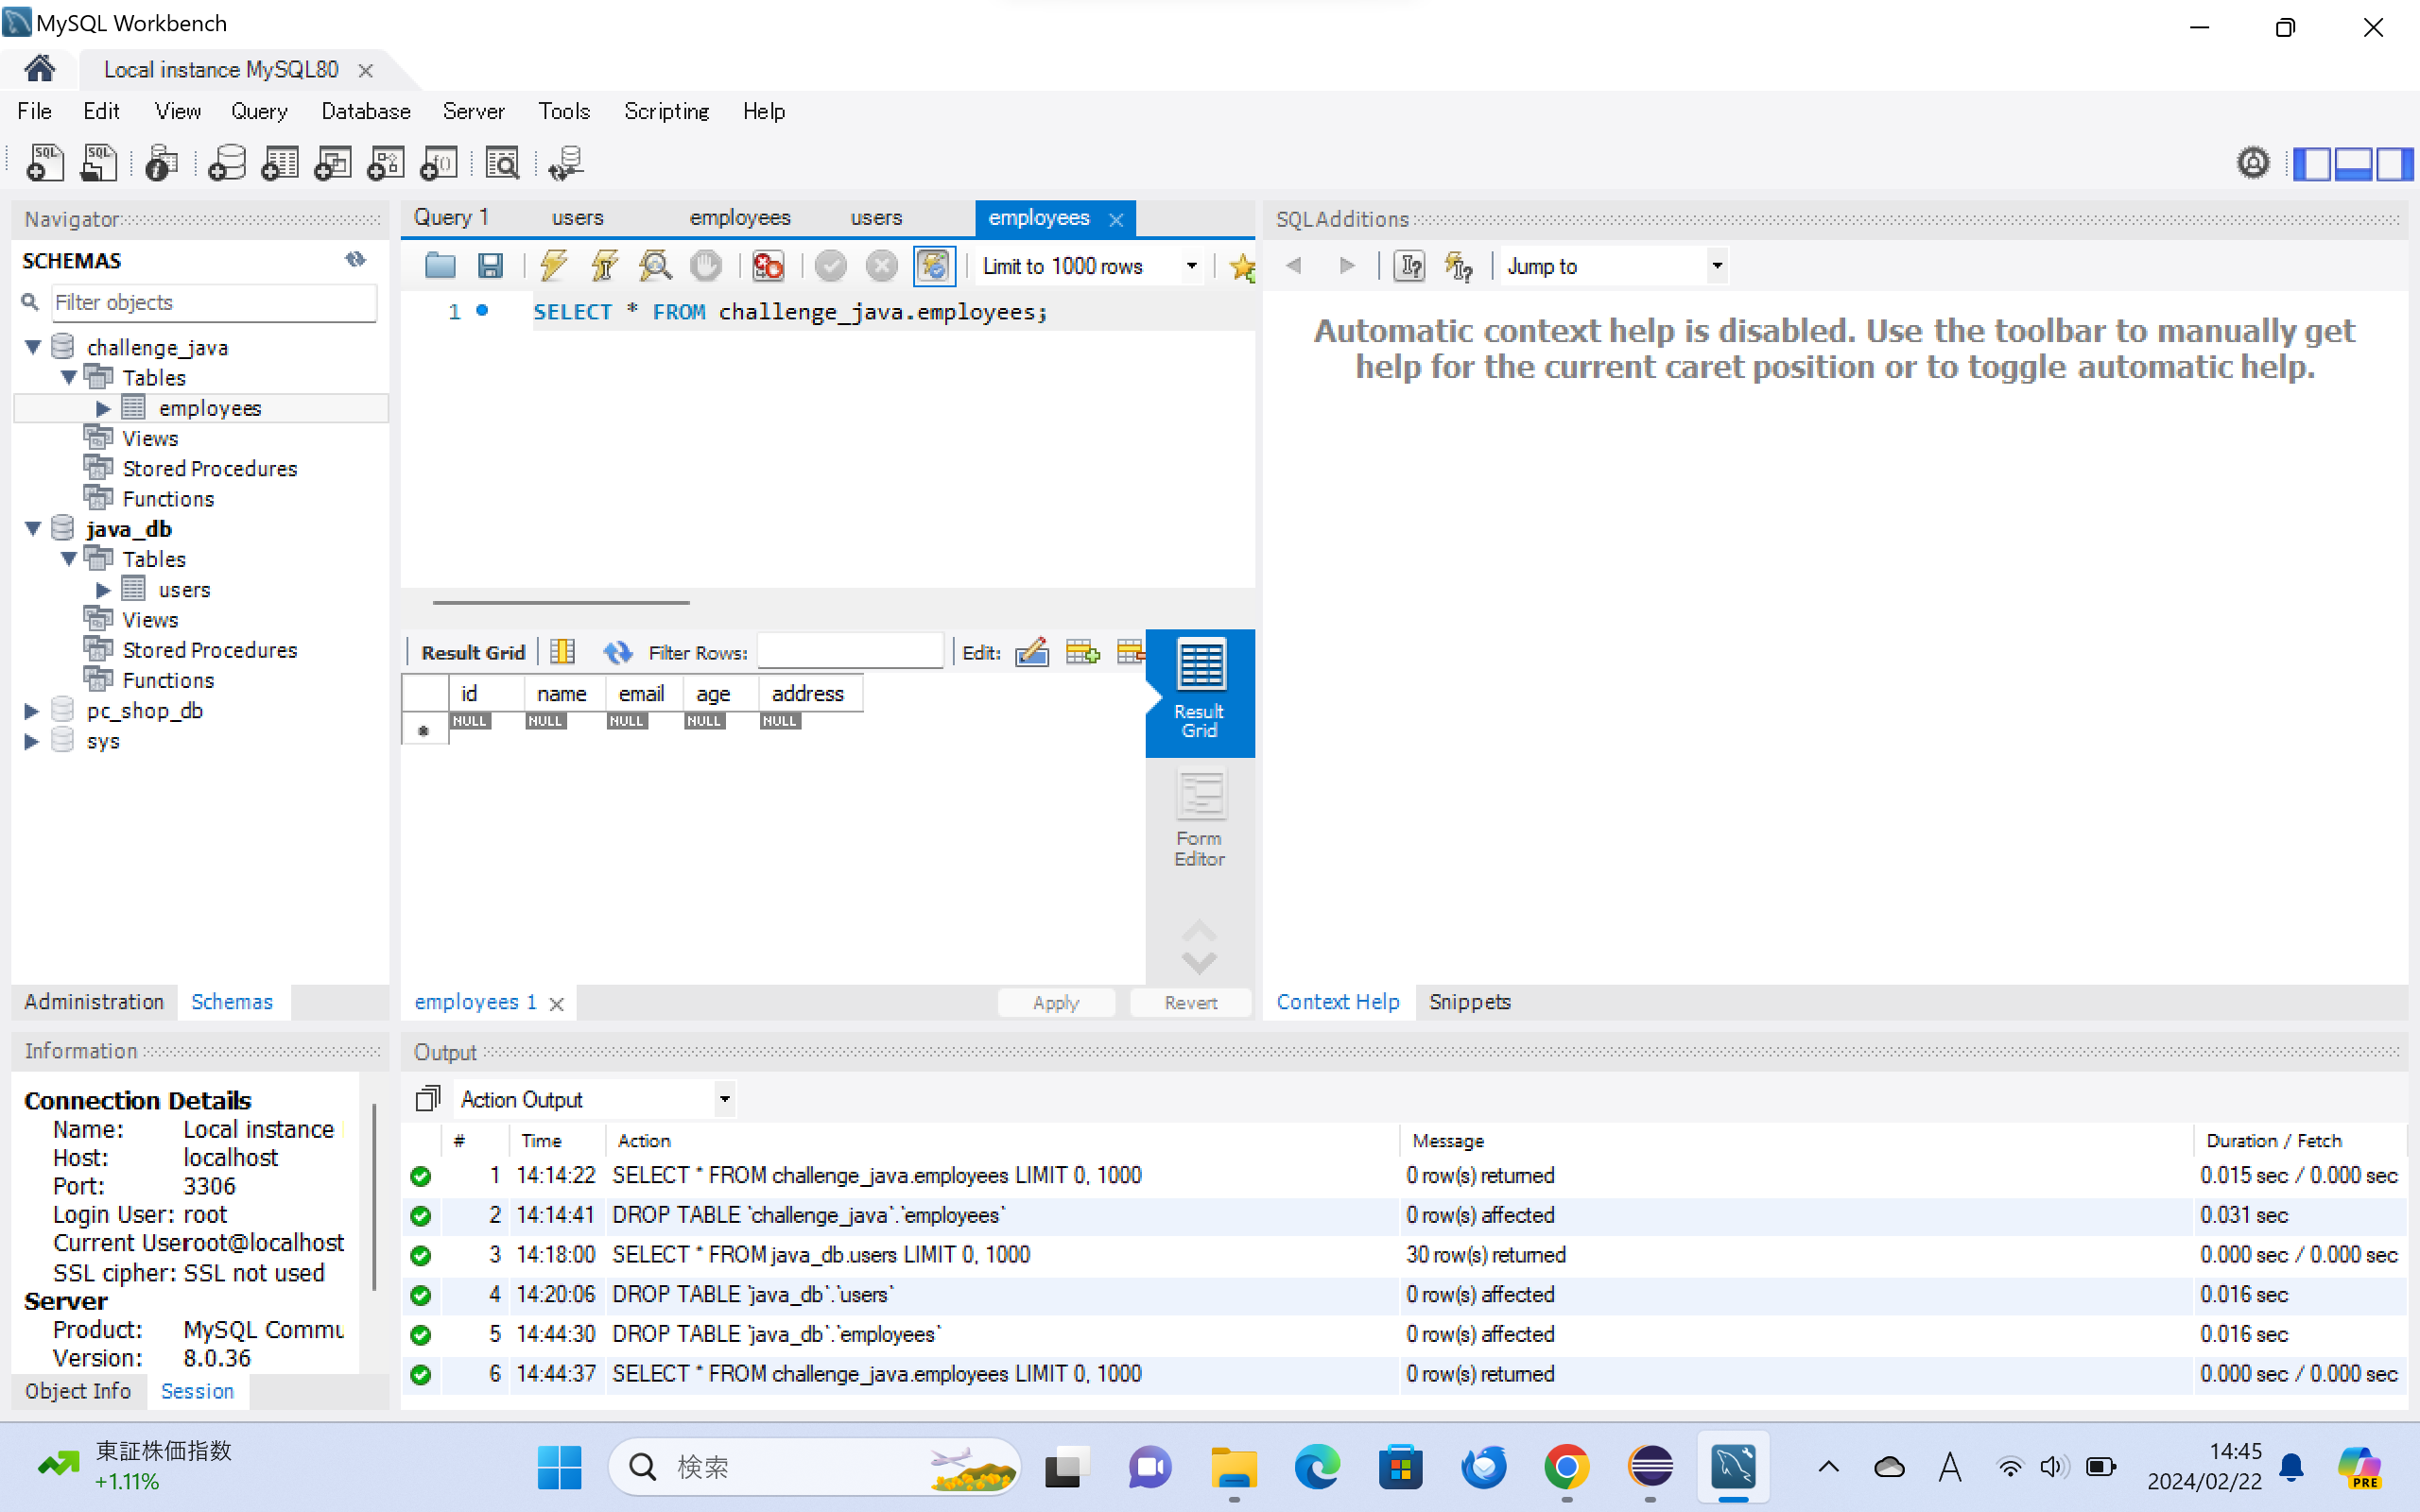 MySQL Workbench
Local instance MySQL80
File Edit View Query Database Server Tools Scripting Help
Navigator
SCHEMAS
Filter objects
challenge_java
Tables
employees
Views
Stored Procedures
Functions
java_db
Tables
users
Views
Stored Procedures
Functions
pc_shop_db
sys
Administration Schemas
Query 1 users employees users employees
Limit to 1000 rows
1 SELECT * FROM challenge_java.employees;
Result Grid Filter Rows: Edit:
id name email age address
NULL NULL NULL NULL NULL
Result Grid
Form Editor
employees 1 Apply Revert
SQLAdditions
Jump to
Automatic context help is disabled. Use the toolbar to manually get
help for the current caret position or to toggle automatic help.
Context Help Snippets
Information
Connection Details
Name: Local instance
Host: localhost
Port: 3306
Login User: root
Current Use root@localhost
SSL cipher: SSL not used
Server
Product: MySQL Commu
Version: 8.0.36
Object Info Session
Output
Action Output
# Time Action Message Duration / Fetch
1 14:14:22 SELECT * FROM challenge_java.employees LIMIT 0, 1000 0 row(s) returned 0.015 sec / 0.000 sec
2 14:14:41 DROP TABLE `challenge_java`.`employees` 0 row(s) affected 0.031 sec
3 14:18:00 SELECT * FROM java_db.users LIMIT 0, 1000 30 row(s) returned 0.000 sec / 0.000 sec
4 14:20:06 DROP TABLE `java_db`.`users` 0 row(s) affected 0.016 sec
5 14:44:30 DROP TABLE `java_db`.`employees` 0 row(s) affected 0.016 sec
6 14:44:37 SELECT * FROM challenge_java.employees LIMIT 0, 1000 0 row(s) returned 0.000 sec / 0.000 sec
東証株価指数
+1.11%
検索
A
14:45
2024/02/22
PRE